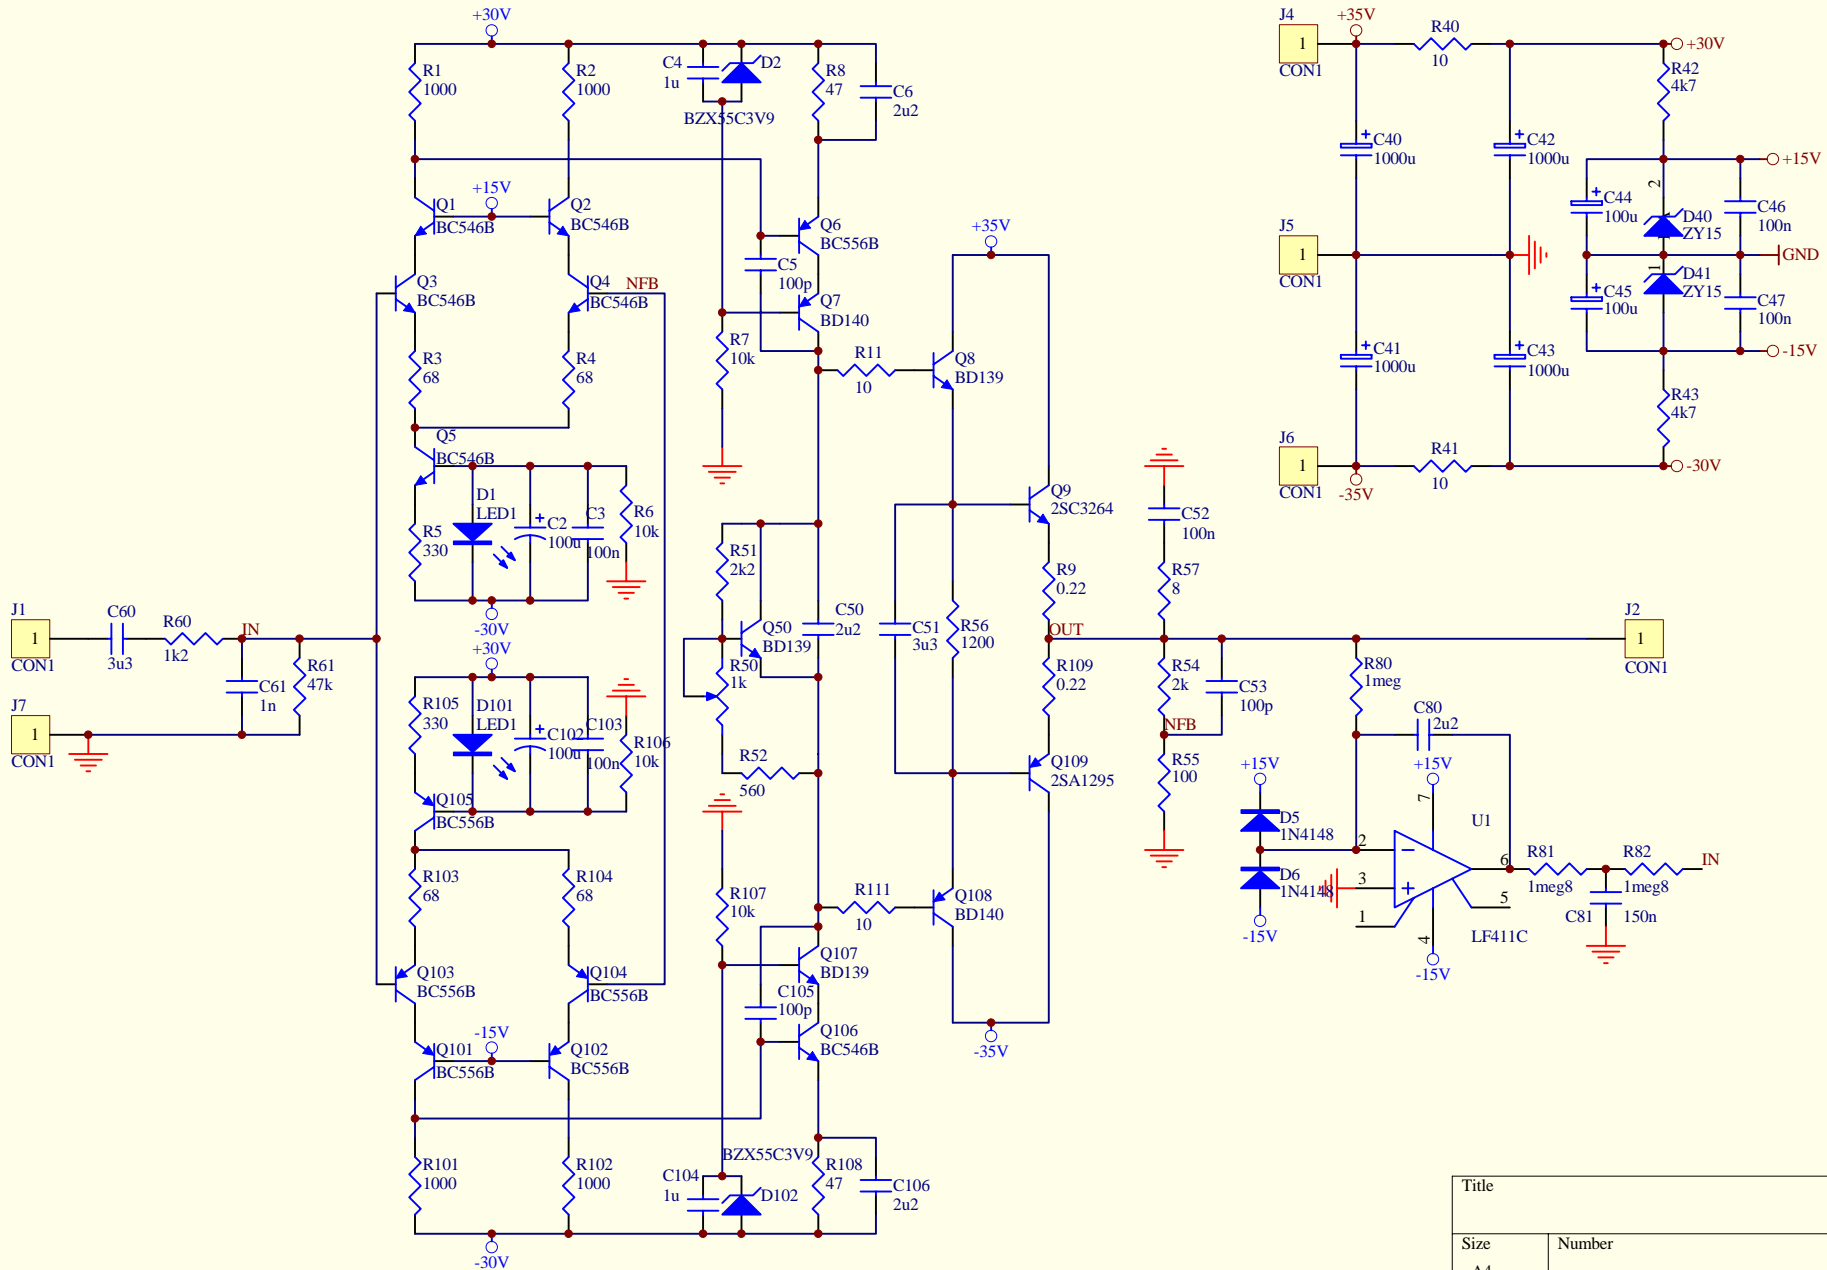 +30V
R1
1000
R2
1000
C4
1u
D2
BZX55C3V9
R8
47
C6
2u2
+15V
Q1
BC546B
Q2
BC546B
Q3
BC546B
Q4
BC546B
NFB
R3
68
R4
68
Q5
BC546B
D1
LED1
R5
330
C2
100u
C3
100n
R6
10k
-30V
Q6
BC556B
C5
100p
Q7
BD140
R7
10k
R11
10
Q8
BD139
+35V
Q9
2SC3264
R9
0.22
R51
2k2
Q50
BD139
R50
1k
C50
2u2
C51
3u3
R56
1200
R52
560
OUT
R109
0.22
Q109
2SA1295
J1
1
CON1
C60
3u3
R60
1k2
IN
C61
1n
R61
47k
J7
1
CON1
+30V
R105
330
D101
LED1
C102
100u
C103
100n
R106
10k
Q105
BC556B
R103
68
R104
68
Q103
BC556B
Q104
BC556B
-15V
Q101
BC556B
Q102
BC556B
R101
1000
R102
1000
-30V
R107
10k
R111
10
Q108
BD140
Q107
BD139
C105
100p
Q106
BC546B
-35V
BZX55C3V9
C104
1u
D102
R108
47
C106
2u2
C52
100n
R57
8
R54
2k
C53
100p
NFB
R55
100
J2
1
CON1
R80
1meg
C80
2u2
+15V
D5
1N4148
D6
1N4148
-15V
+15V
7
U1
2
3
1
6
5
4
LF411C
-15V
R81
1meg8
R82
1meg8
IN
C81
150n
J4
1
CON1
+35V
R40
10
+30V
R42
4k7
C40
1000u
C42
1000u
+15V
C44
100u
2
D40
ZY15
C46
100n
J5
1
CON1
GND
1
D41
ZY15
C45
100u
C47
100n
-15V
C41
1000u
C43
1000u
R43
4k7
J6
1
CON1
-35V
R41
10
-30V
Title
Size
Number